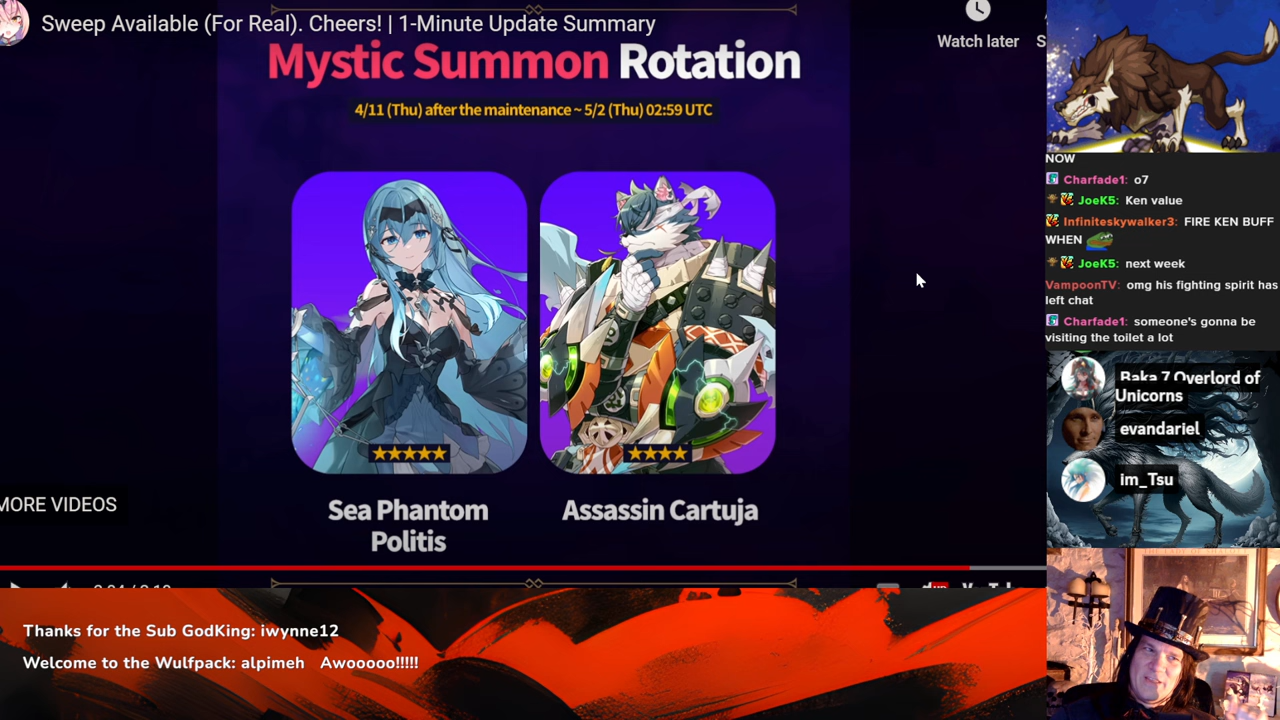 Sweep Available (For Real). Cheers! | 1-Minute Update Summary
Watch later
Mystic Summon Rotation
4/11 (Thu) after the maintenance ~ 5/2 (Thu) 02:59 UTC
Sea Phantom
Politis
Assassin Cartuja
MORE VIDEOS
Thanks for the Sub GodKing: iwynne12
Welcome to the Wulfpack: alpimeh Awooooo!!!!!
NOW
Charfade1: o7
JoeK5: Ken value
Infiniteskywalker3: FIRE KEN BUFF
WHEN
JoeK5: next week
VampoonTV: omg his fighting spirit has
left chat
Charfade1: someone's gonna be
visiting the toilet a lot
Baka 7 Overlord of
Unicorns
evandariel
im_Tsu